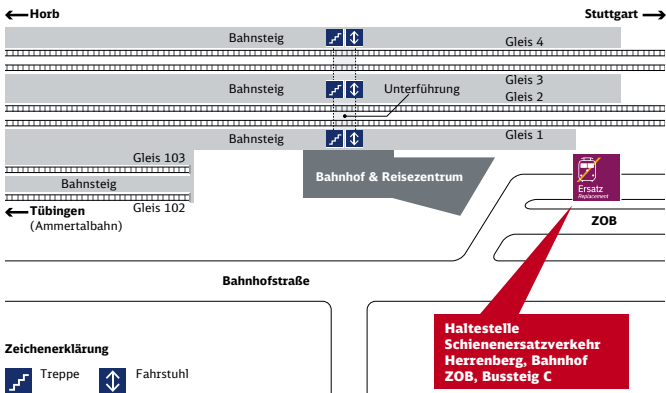 Horb
Stuttgart
Bahnsteig
Gleis 4
Gleis 3
Bahnsteig
Unterführung
Gleis 2
Bahnsteig
Gleis 1
Gleis 103
Bahnhof & Reisezentrum
Bahnsteig
Ersatz
Replacement
Gleis 102
Tübingen
(Ammertalbahn)
ZOB
Bahnhofstraße
Haltestelle
Schienenersatzverkehr
Herrenberg, Bahnhof
ZOB, Bussteig C
Zeichenerklärung
Treppe
Fahrstuhl